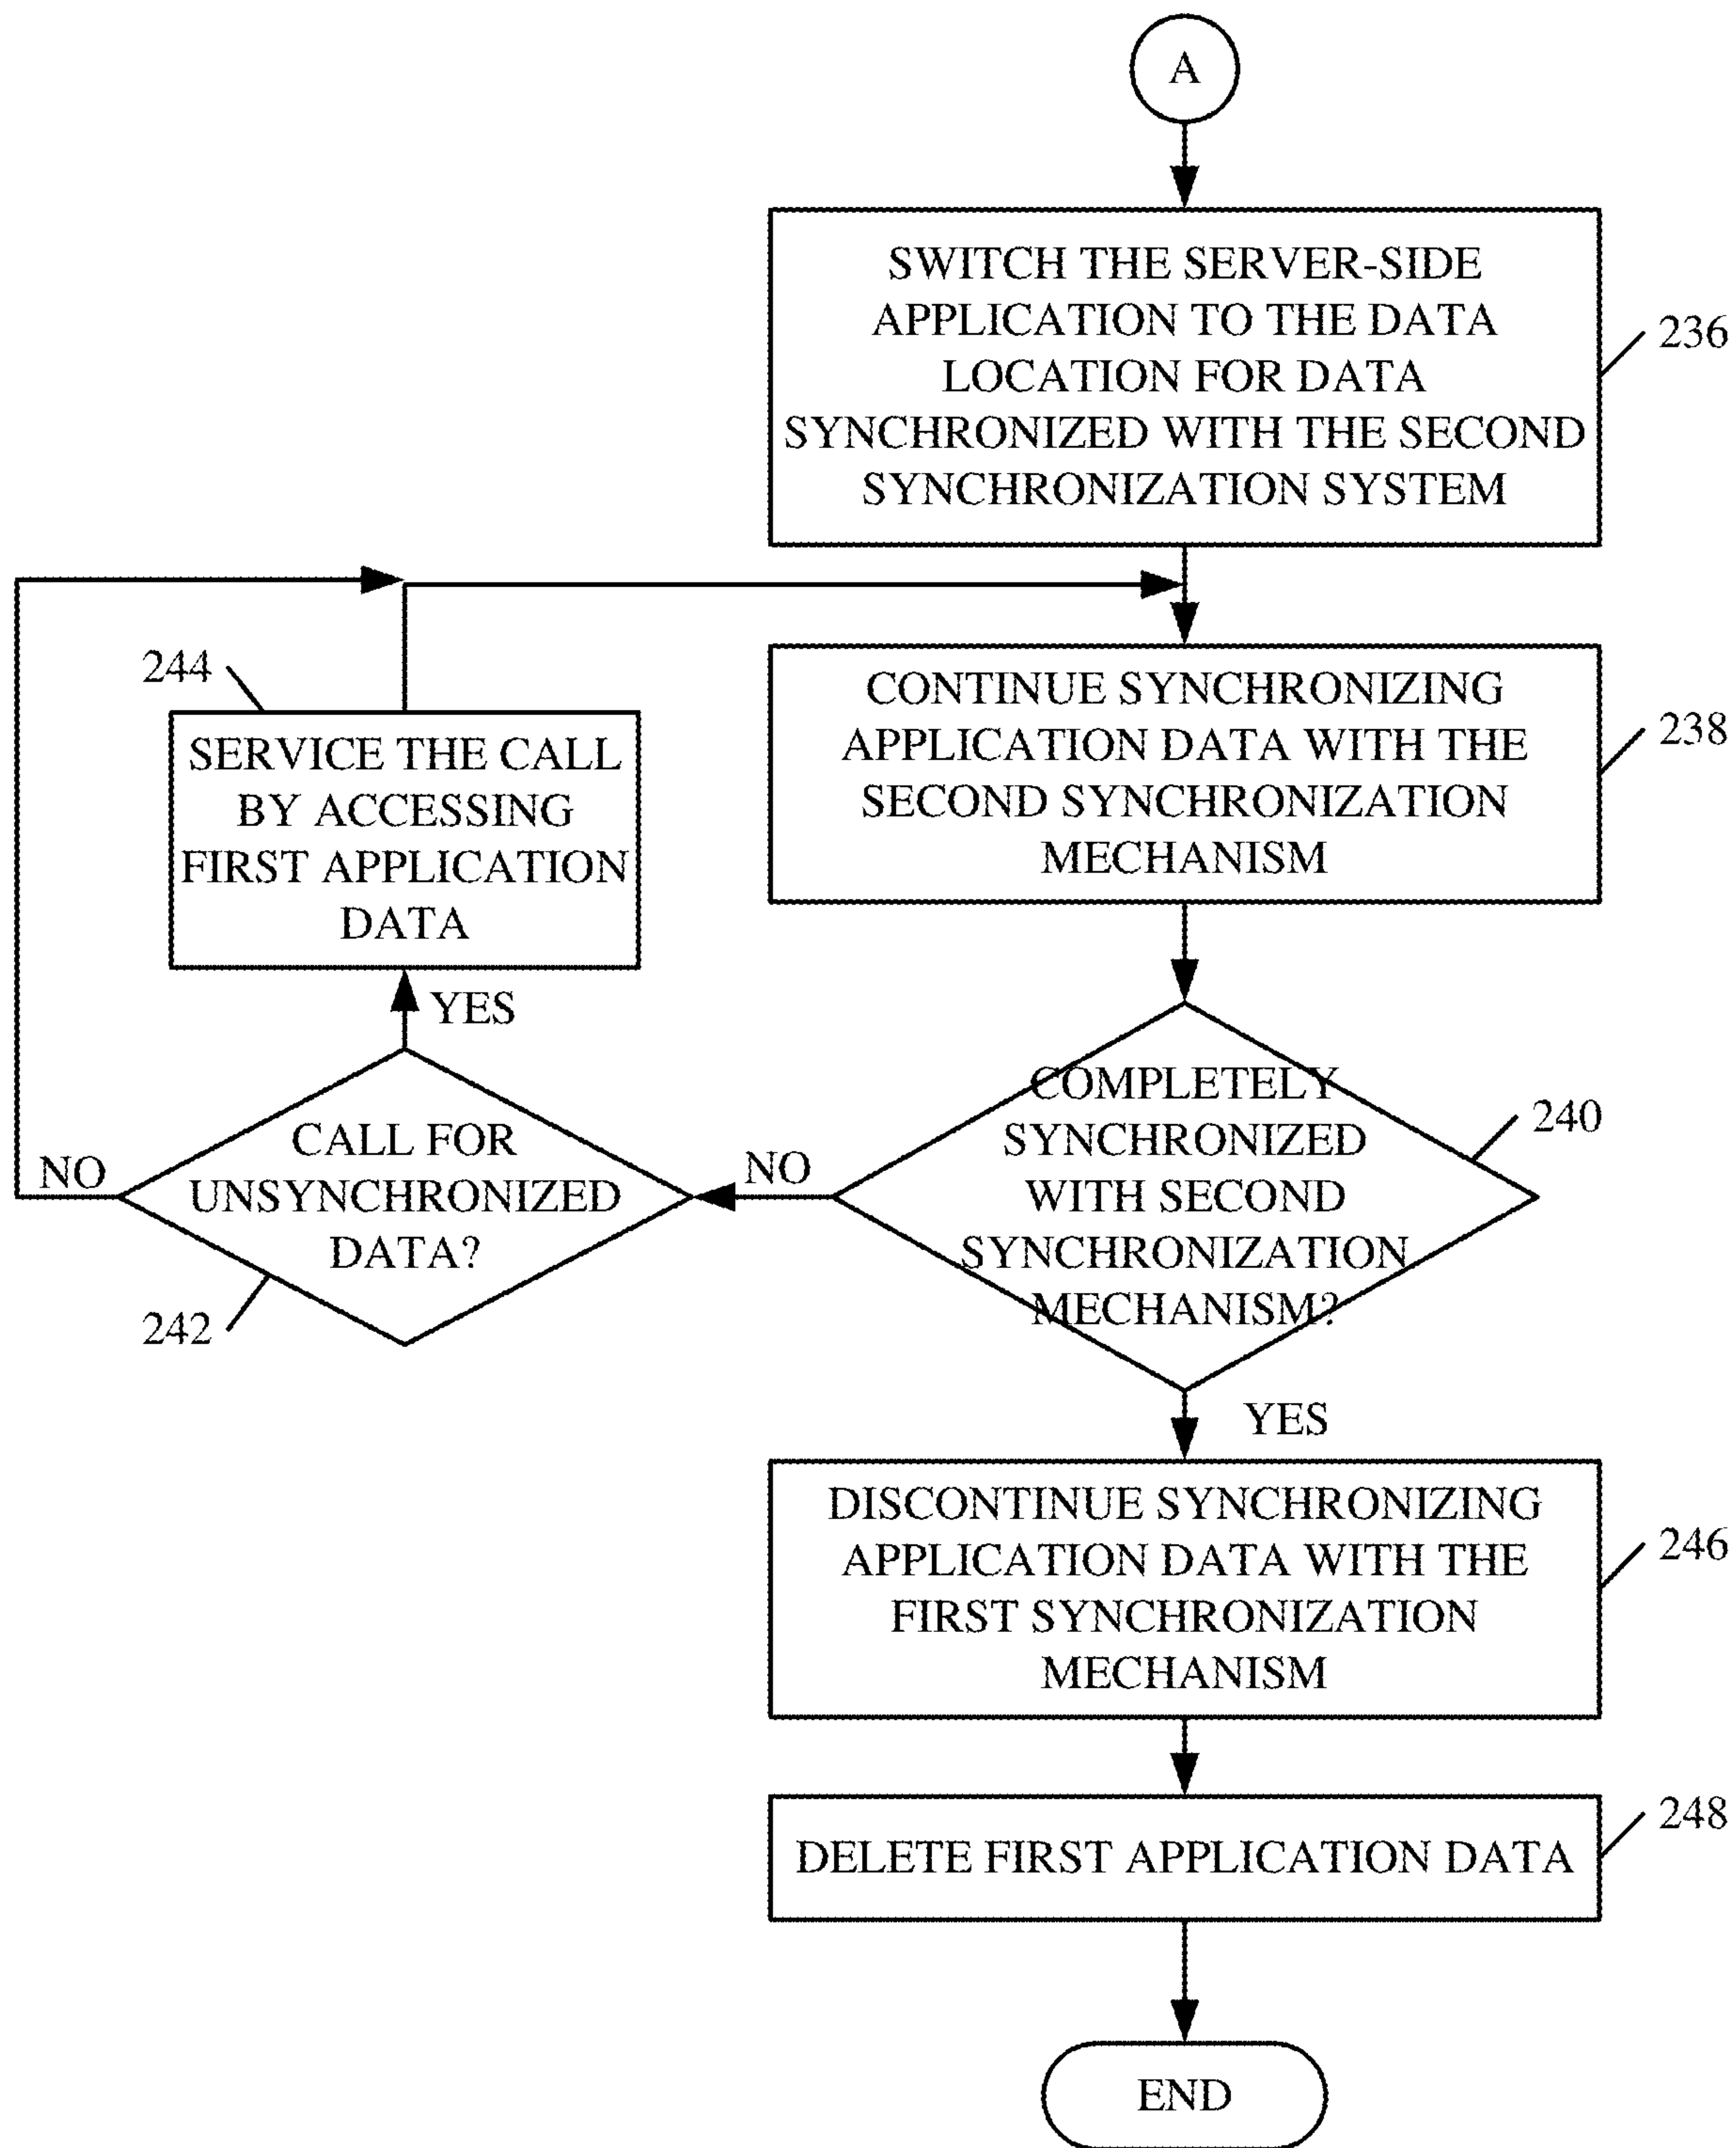 A
SWITCH THE SERVER-SIDE
APPLICATION TO THE DATA
LOCATION FOR DATA
SYNCHRONIZED WITH THE SECOND
SYNCHRONIZATION SYSTEM
236
CONTINUE SYNCHRONIZING
APPLICATION DATA WITH THE
SECOND SYNCHRONIZATION
MECHANISM
238
244
SERVICE THE CALL
BY ACCESSING
FIRST APPLICATION
DATA
YES
COMPLETELY
SYNCHRONIZED
WITH SECOND
SYNCHRONIZATION
MECHANISM?
240
NO
CALL FOR
UNSYNCHRONIZED
DATA?
NO
242
YES
DISCONTINUE SYNCHRONIZING
APPLICATION DATA WITH THE
FIRST SYNCHRONIZATION
MECHANISM
246
DELETE FIRST APPLICATION DATA
248
END